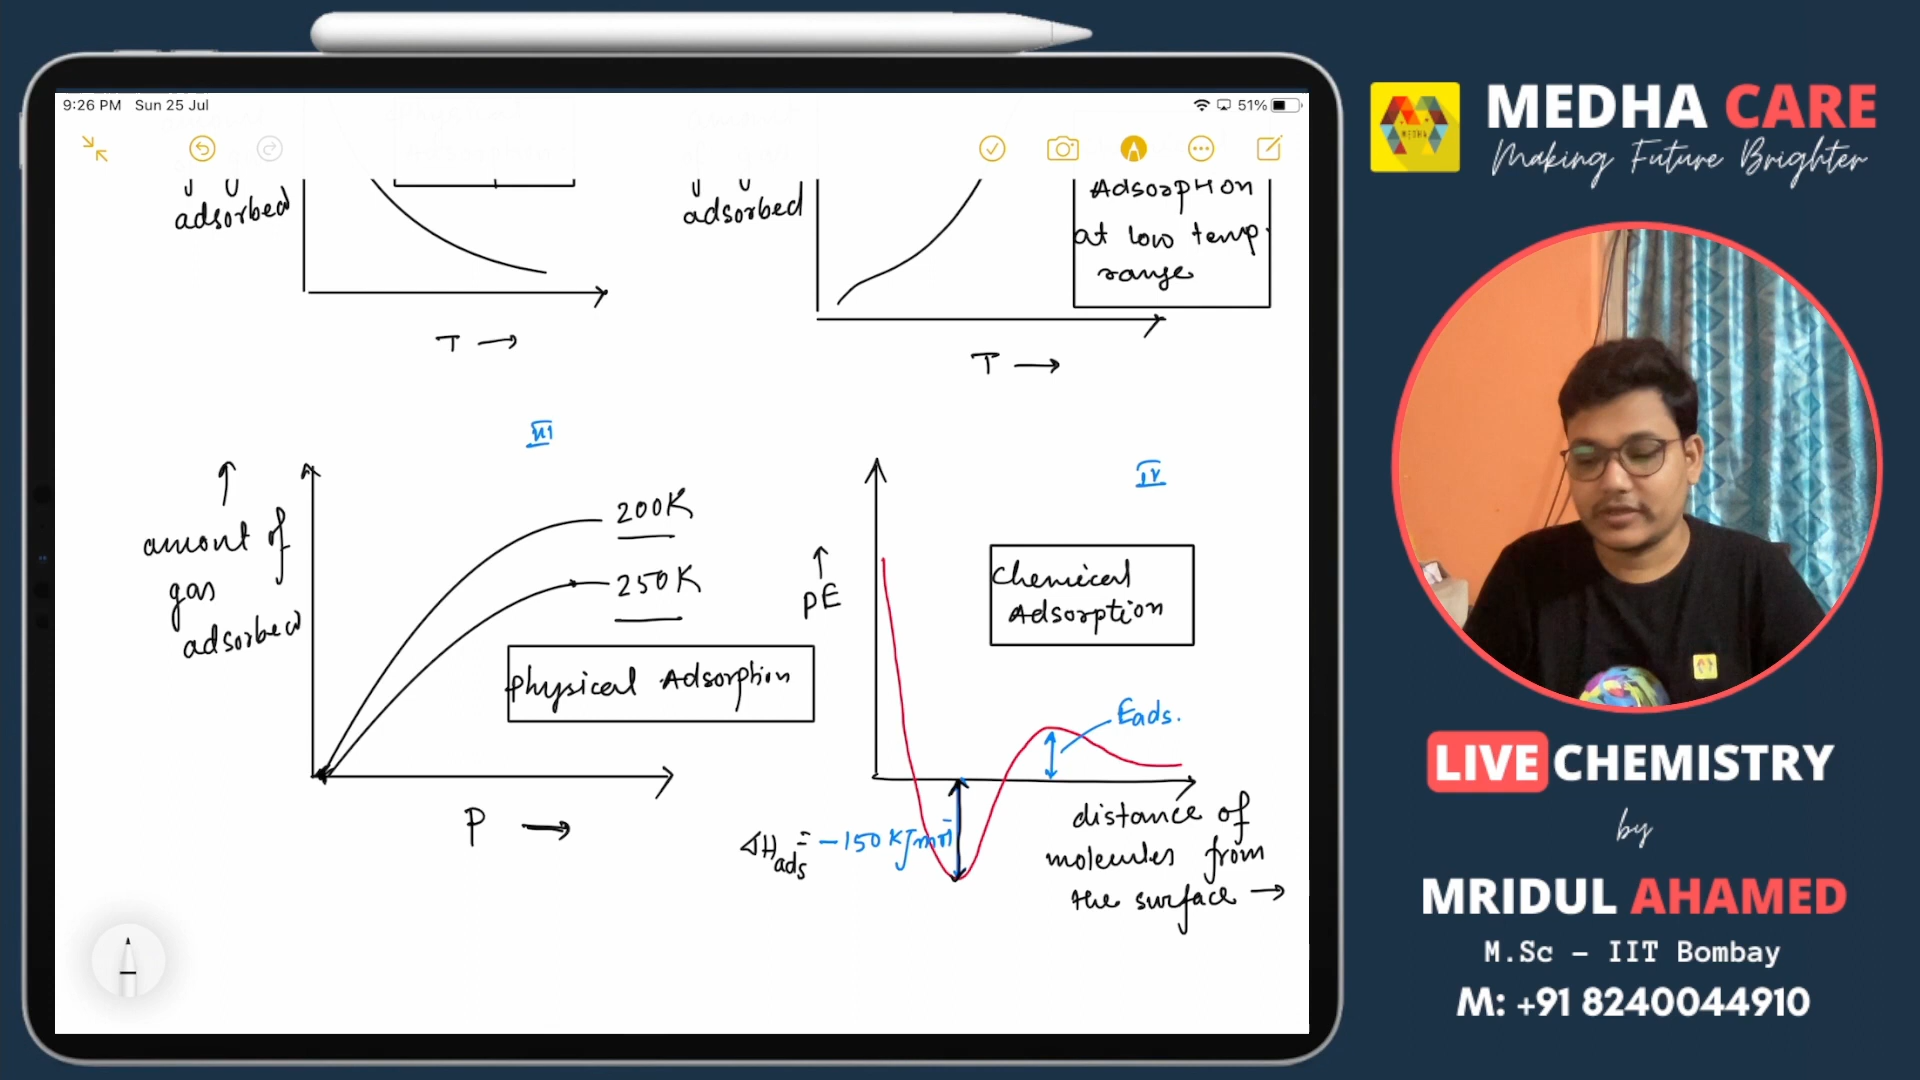 9:26 PM Sun 25 Jul
51%
adsorbed
T →
adsorbed
Adsorption
at low temp.
range
T →
III
↑
amount of
gas
adsorbed
200K
250K
physical Adsorption
P →
IV
↑
PE
Chemical
Adsorption
Eads.
ΔHads = -150 KJ mol⁻¹
distance of
molecules from
the surface →
MEDHA CARE
Making Future Brighter
MEDHA
LIVE CHEMISTRY
by
MRIDUL AHAMED
M.Sc – IIT Bombay
M: +91 8240044910